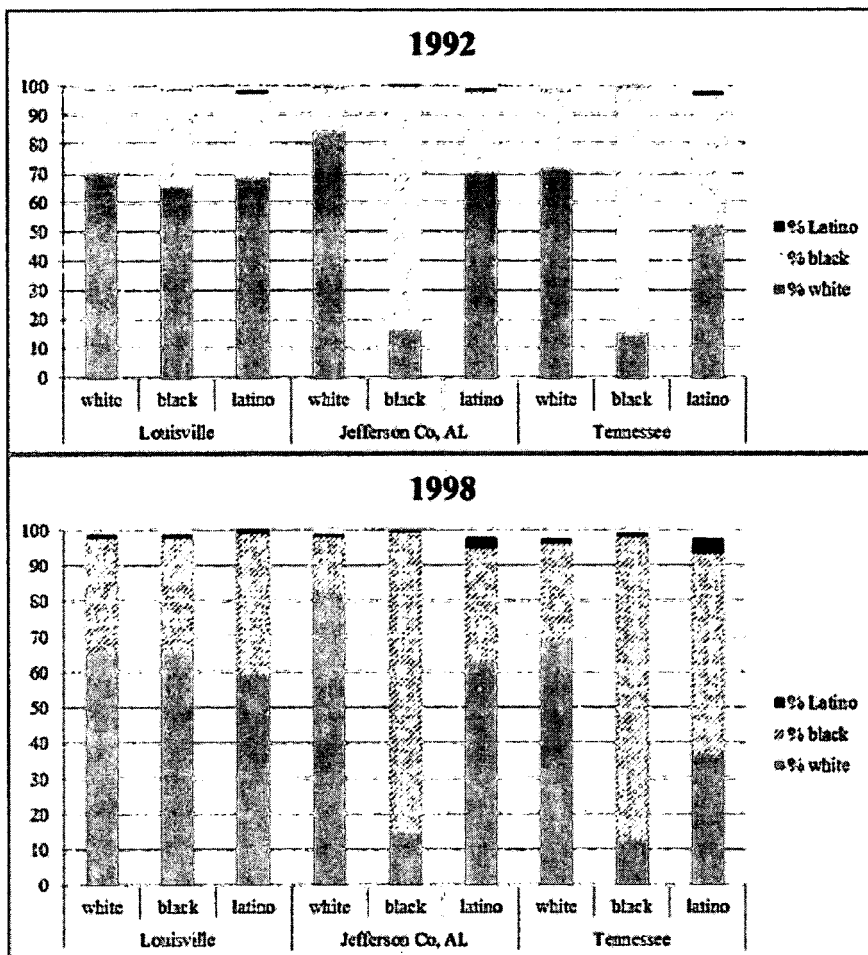 1992
100
90
80
70
60
50
40
30
20
10
0
% Latino
% black
% white
white black latino white black latino white black latino
Louisville Jefferson Co, AL Tennessee
1998
100
90
80
70
60
50
40
30
20
10
0
% Latino
% black
% white
white black latino white black latino white black latino
Louisville Jefferson Co, AL Tennessee